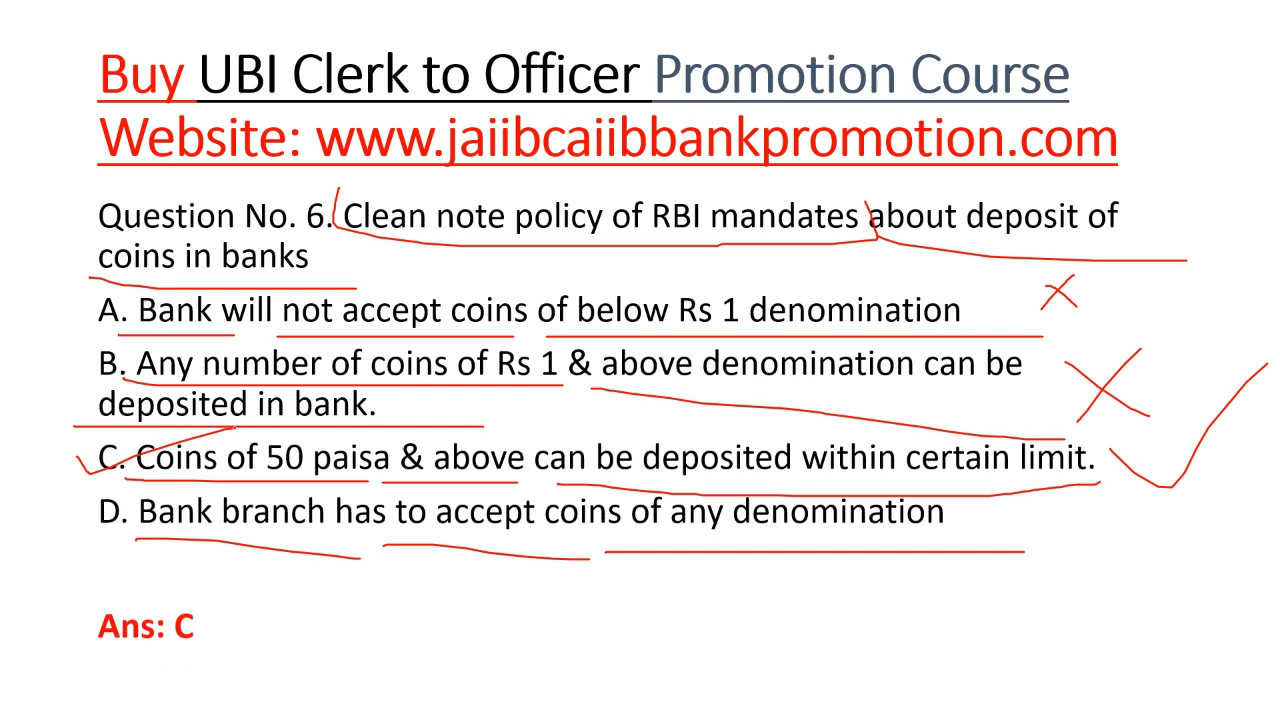 Buy UBI Clerk to Officer Promotion Course
Website: www.jaiibcaiibbankpromotion.com
Question No. 6. Clean note policy of RBI mandates about deposit of
coins in banks
A. Bank will not accept coins of below Rs 1 denomination
B. Any number of coins of Rs 1 & above denomination can be
deposited in bank.
C. Coins of 50 paisa & above can be deposited within certain limit.
D. Bank branch has to accept coins of any denomination
Ans: C